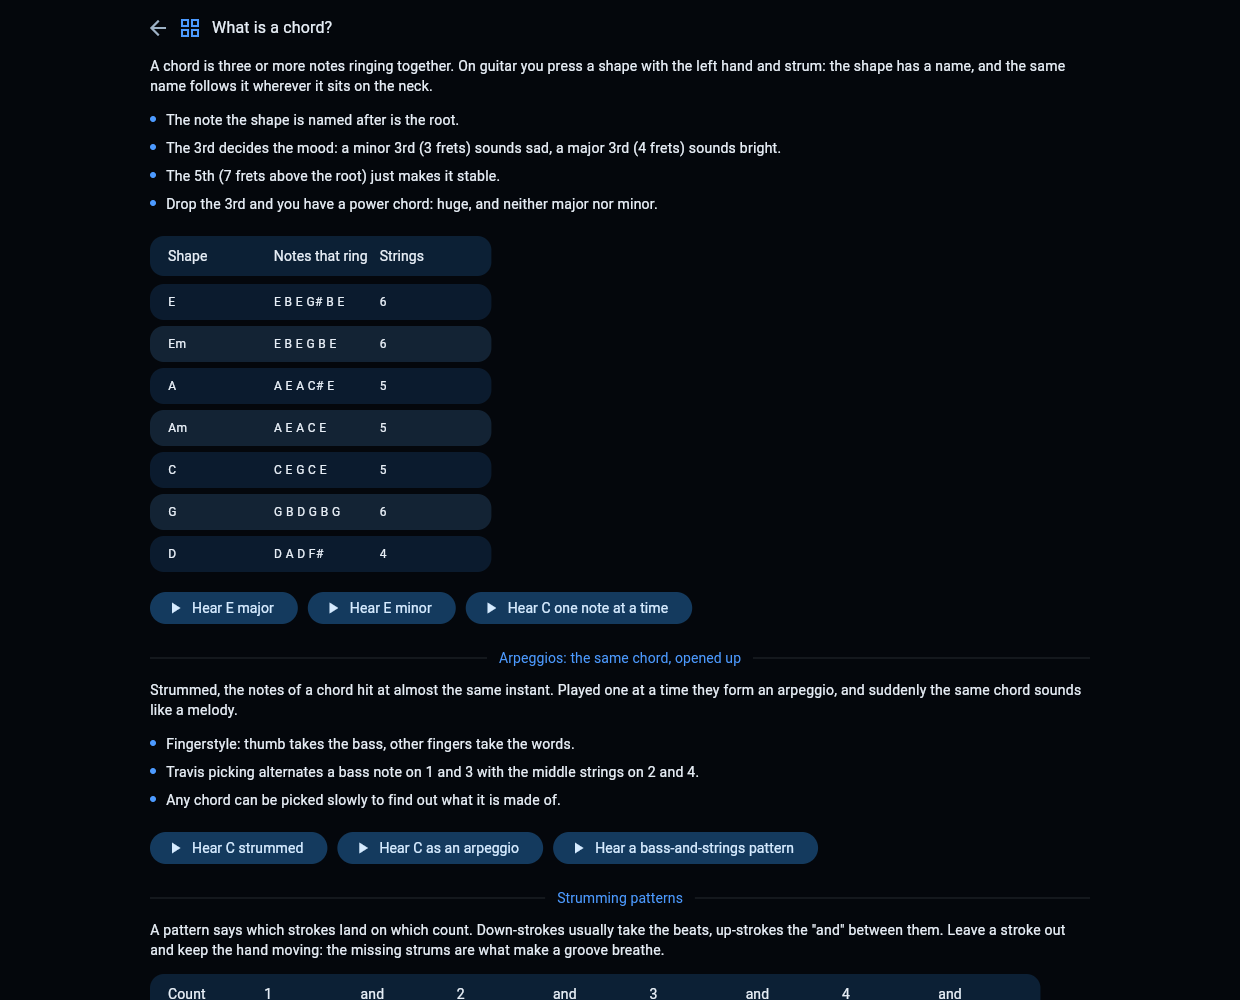 What is a chord?
A chord is three or more notes ringing together. On guitar you press a shape with the left hand and strum: the shape has a name, and the same
name follows it wherever it sits on the neck.
The note the shape is named after is the root.
The 3rd decides the mood: a minor 3rd (3 frets) sounds sad, a major 3rd (4 frets) sounds bright.
The 5th (7 frets above the root) just makes it stable.
Drop the 3rd and you have a power chord: huge, and neither major nor minor.
Shape Notes that ring Strings
E E B E G# B E 6
Em E B E G B E 6
A A E A C# E 5
Am A E A C E 5
C C E G C E 5
G G B D G B G 6
D D A D F# 4
Hear E major Hear E minor Hear C one note at a time
Arpeggios: the same chord, opened up
Strummed, the notes of a chord hit at almost the same instant. Played one at a time they form an arpeggio, and suddenly the same chord sounds
like a melody.
Fingerstyle: thumb takes the bass, other fingers take the words.
Travis picking alternates a bass note on 1 and 3 with the middle strings on 2 and 4.
Any chord can be picked slowly to find out what it is made of.
Hear C strummed Hear C as an arpeggio Hear a bass-and-strings pattern
Strumming patterns
A pattern says which strokes land on which count. Down-strokes usually take the beats, up-strokes the "and" between them. Leave a stroke out
and keep the hand moving: the missing strums are what make a groove breathe.
Count 1 and 2 and 3 and 4 and